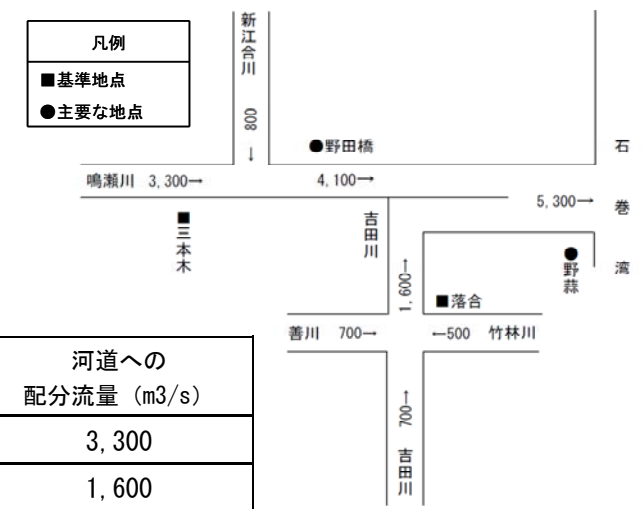 凡例
■基準地点
●主要な地点
新江合川
800→
●野田橋
鳴瀬川 3,300→
4,100→
5,300→
石巻湾
■三本木
吉田川
1,600→
●野蒜
■落合
善川 700→
←500 竹林川
700→
吉田川
河道への
配分流量 (m3/s)
3,300
1,600